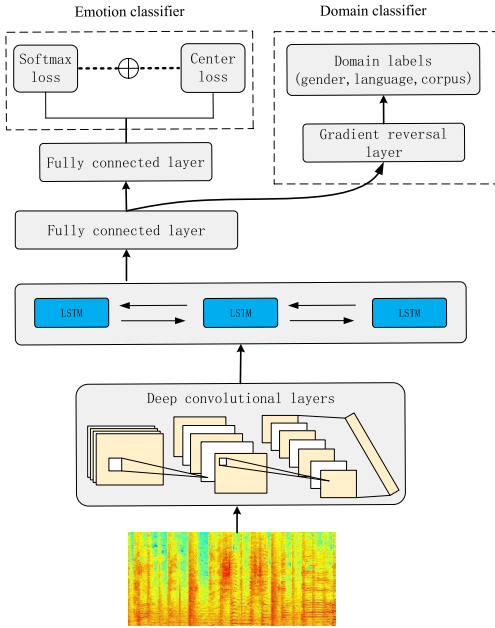 Emotion classifier
Domain classifier
Softmax
loss
Center
loss
Domain labels
(gender,language,corpus)
Gradient reversal
layer
Fully connected layer
Fully connected layer
LSTM
LSTM
LSTM
Deep convolutional layers